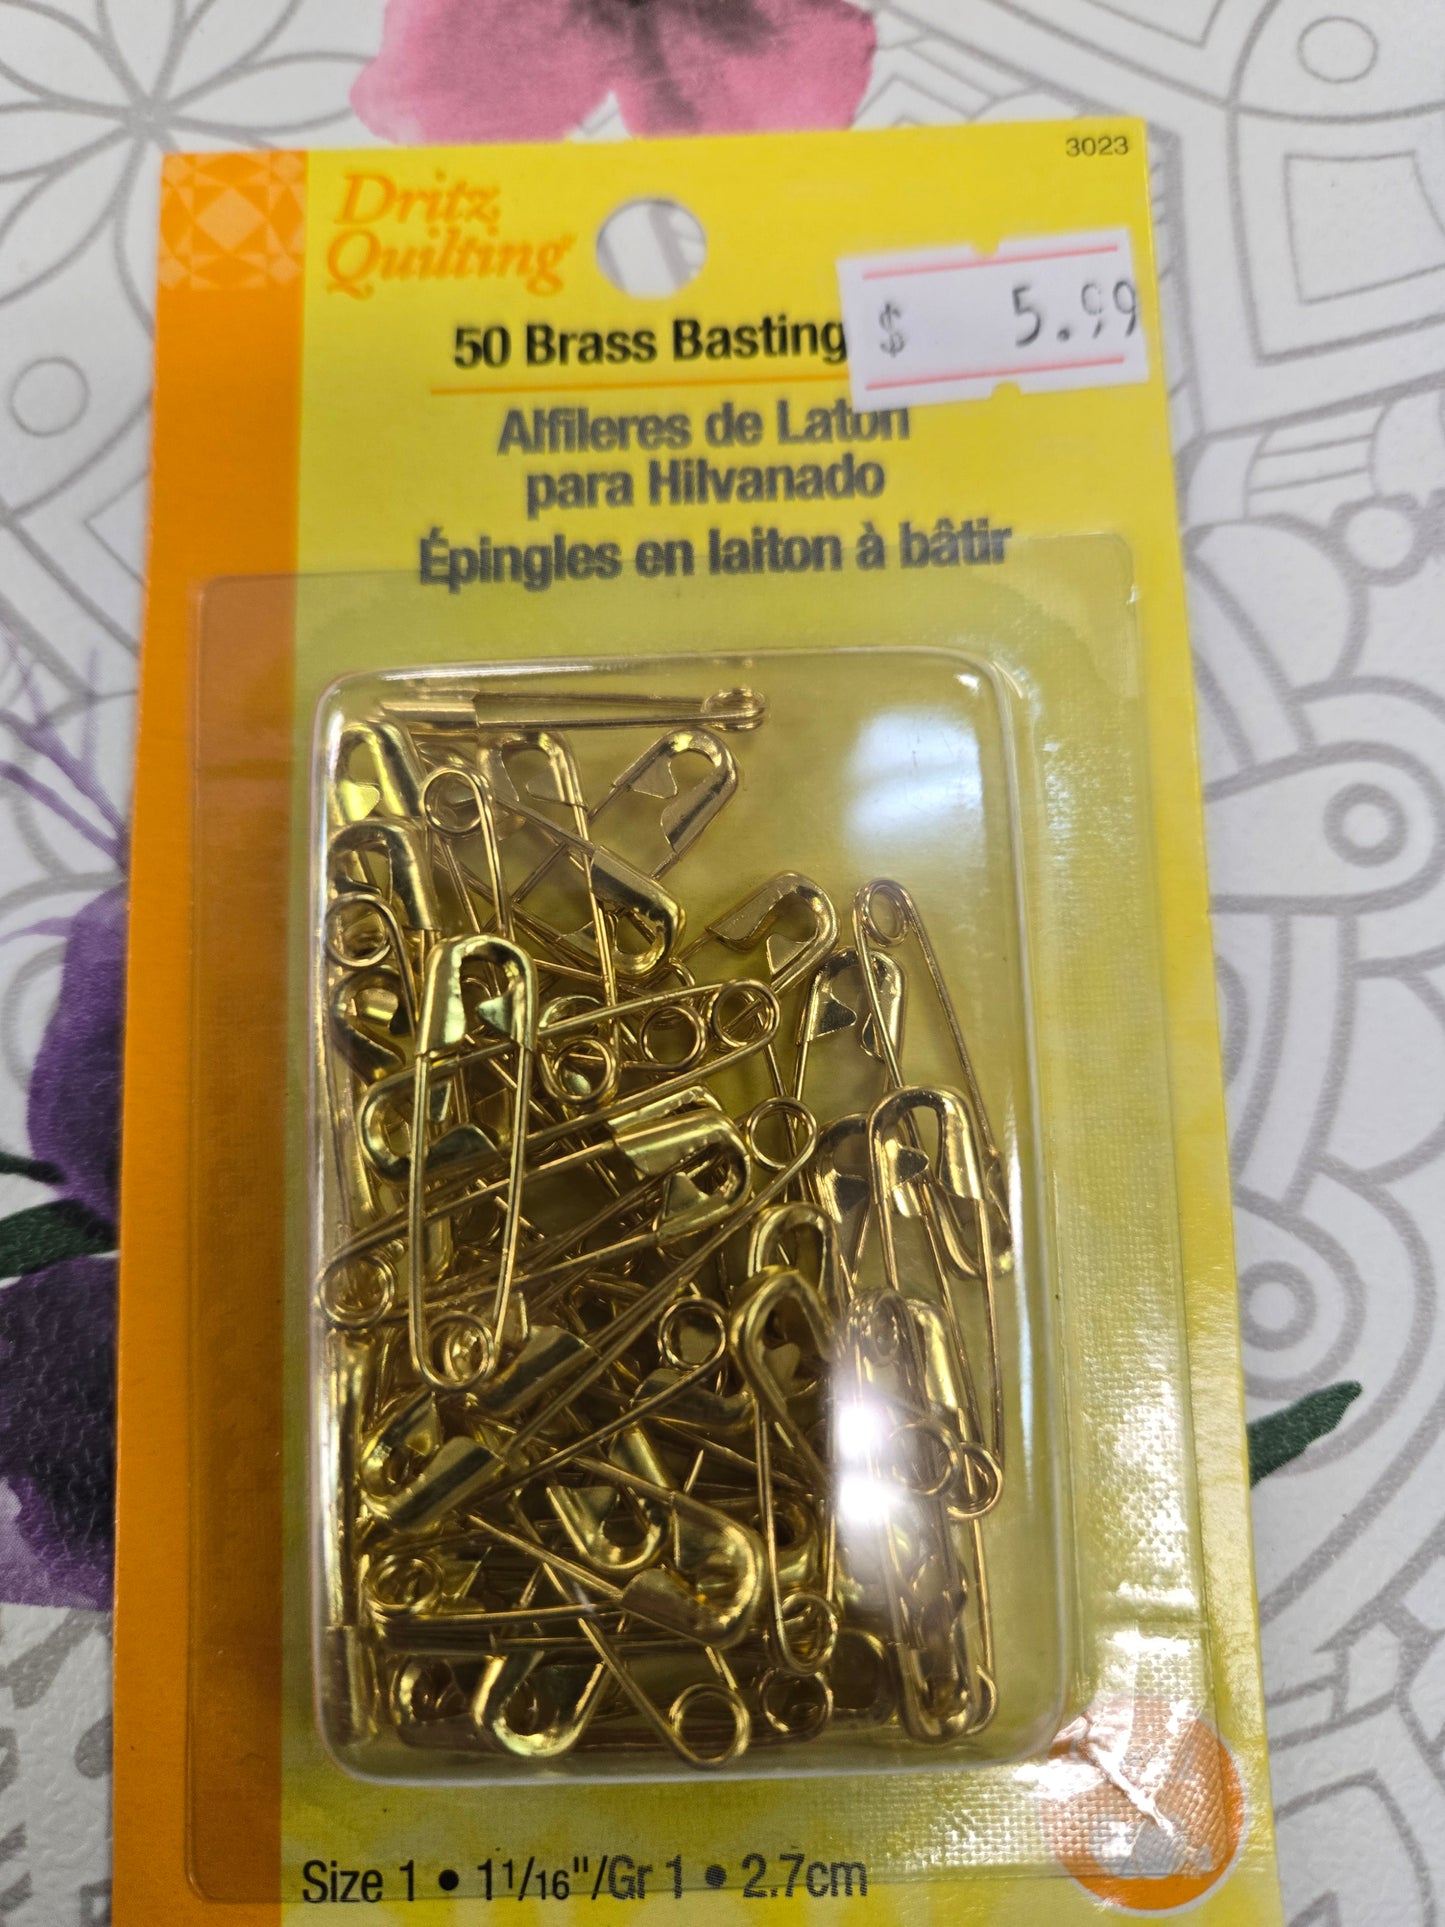 3023
Dritz
Quilting
$ 5.99
50 Brass Basting
Alfileres de Latón
para Hilvanado
Épingles en laiton à bâtir
Size 1 • 1 1/16"/Gr 1 • 2.7cm